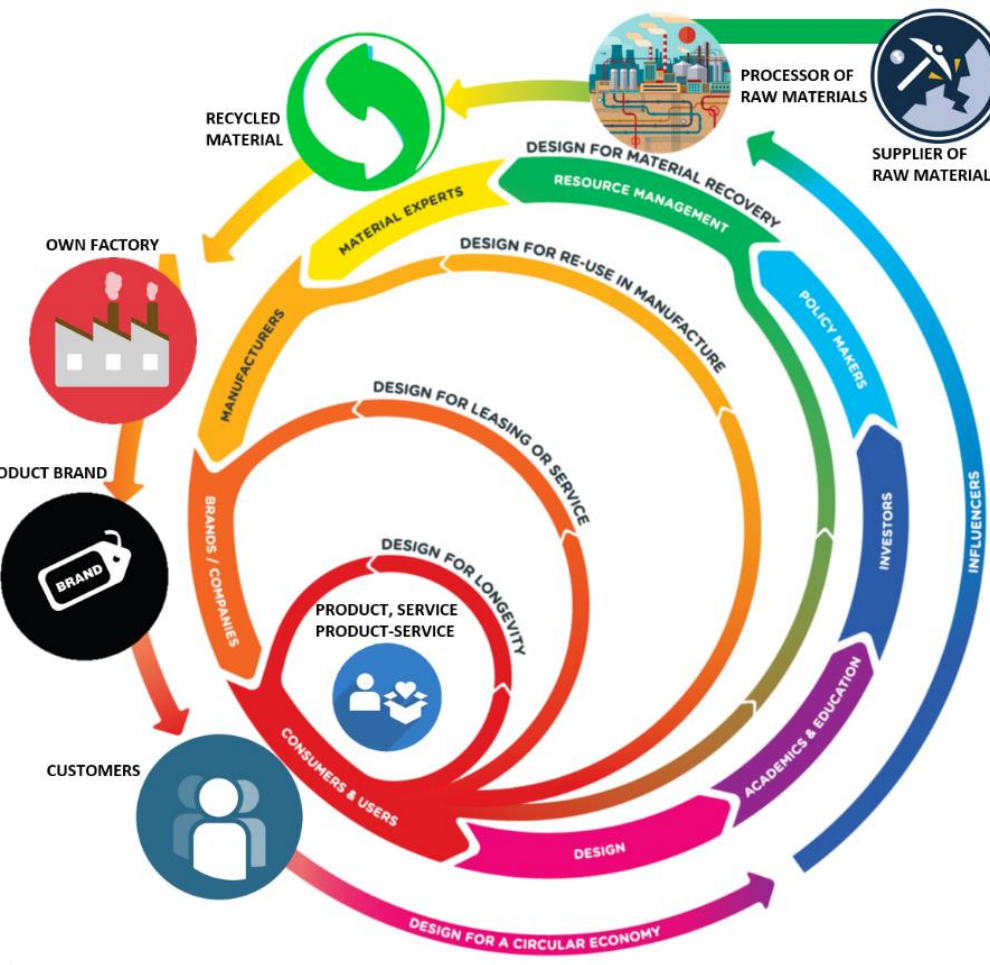 PROCESSOR OF
RAW MATERIALS
SUPPLIER OF
RAW MATERIAL
RECYCLED
MATERIAL
DESIGN FOR MATERIAL RECOVERY
RESOURCE MANAGEMENT
MATERIAL EXPERTS
OWN FACTORY
DESIGN FOR RE-USE IN MANUFACTURE
POLICY MAKERS
MANUFACTURERS
DESIGN FOR LEASING OR SERVICE
ODUCT BRAND
BRAND
BRANDS / COMPANIES
INVESTORS
INFLUENCERS
DESIGN FOR LONGEVITY
PRODUCT, SERVICE
PRODUCT-SERVICE
ACADEMICS & EDUCATION
CONSUMERS & USERS
CUSTOMERS
DESIGN
DESIGN FOR A CIRCULAR ECONOMY